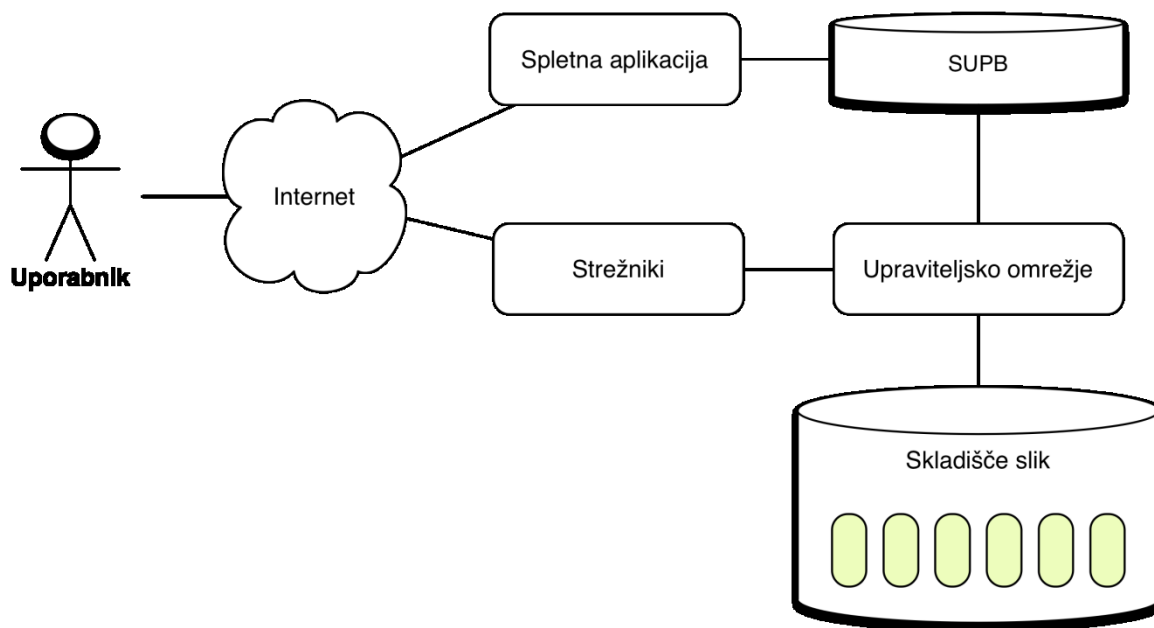 Spletna aplikacija
SUPB
Internet
Uporabnik
Strežniki
Upraviteljsko omrežje
Skladišče slik